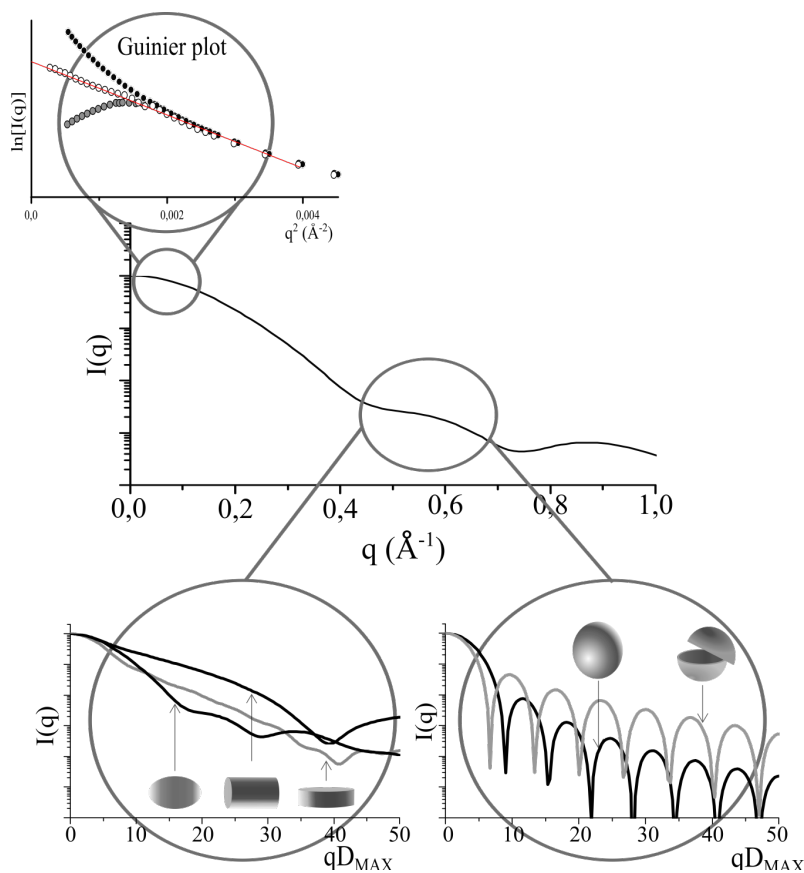 Guinier plot
ln[I(q)]
0,0 0,002 0,004
q² (Å⁻²)
I(q)
0,0 0,2 0,4 0,6 0,8 1,0
q (Å⁻¹)
I(q)
0 10 20 30 40 50
qD_MAX
I(q)
0 10 20 30 40 50
qD_MAX